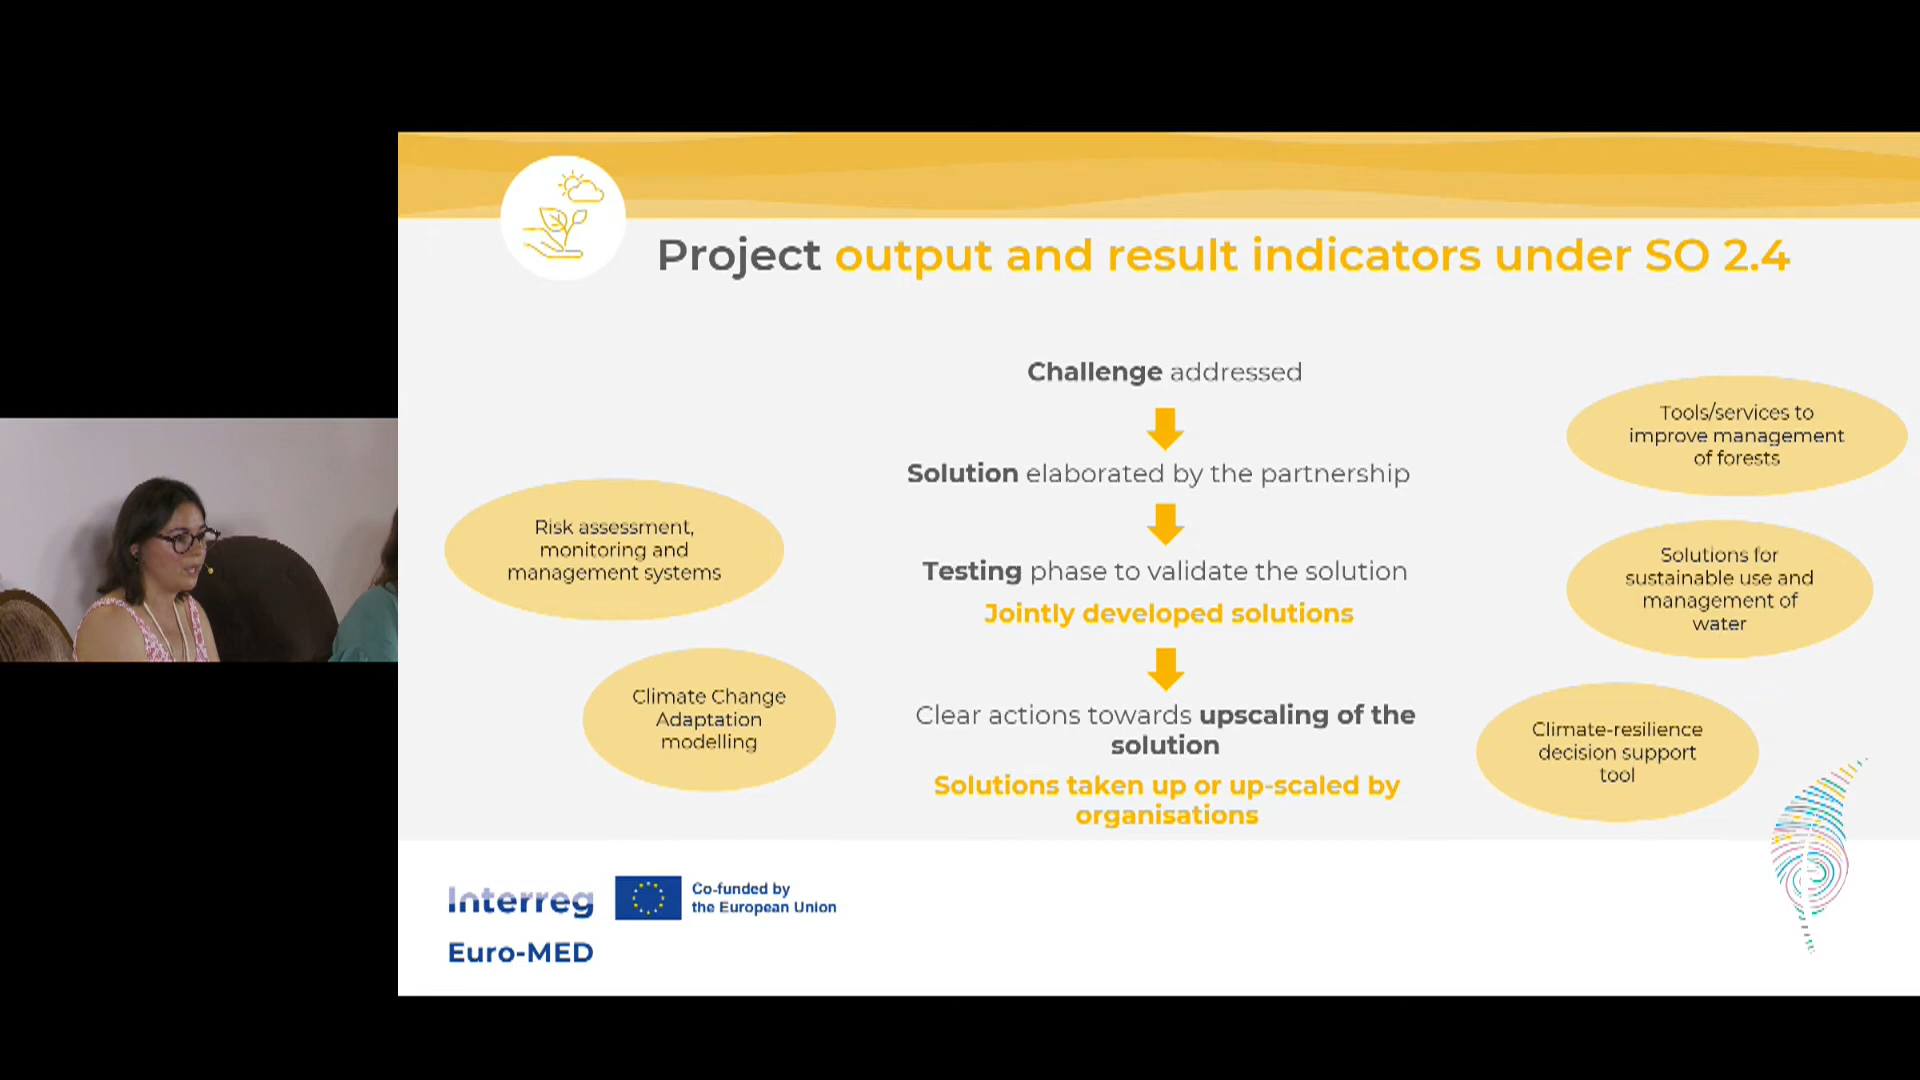 Project output and result indicators under SO 2.4
Challenge addressed
Solution elaborated by the partnership
Testing phase to validate the solution
Jointly developed solutions
Clear actions towards upscaling of the
solution
Solutions taken up or up-scaled by
organisations
Risk assessment,
monitoring and
management systems
Climate Change
Adaptation
modelling
Tools/services to
improve management
of forests
Solutions for
sustainable use and
management of
water
Climate-resilience
decision support
tool
Interreg
Co-funded by
the European Union
Euro-MED